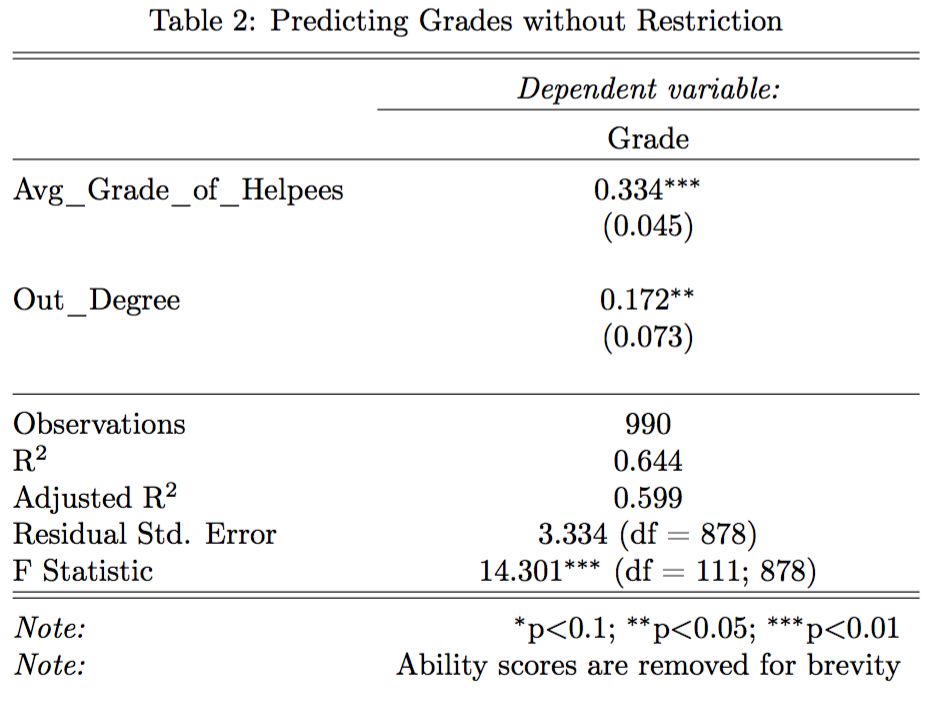 Table 2: Predicting Grades without Restriction
Dependent variable:
Grade
Avg_Grade_of_Helpees 0.334***
(0.045)
Out_Degree 0.172**
(0.073)
Observations 990
R² 0.644
Adjusted R² 0.599
Residual Std. Error 3.334 (df = 878)
F Statistic 14.301*** (df = 111; 878)
Note: *p<0.1; **p<0.05; ***p<0.01
Note: Ability scores are removed for brevity